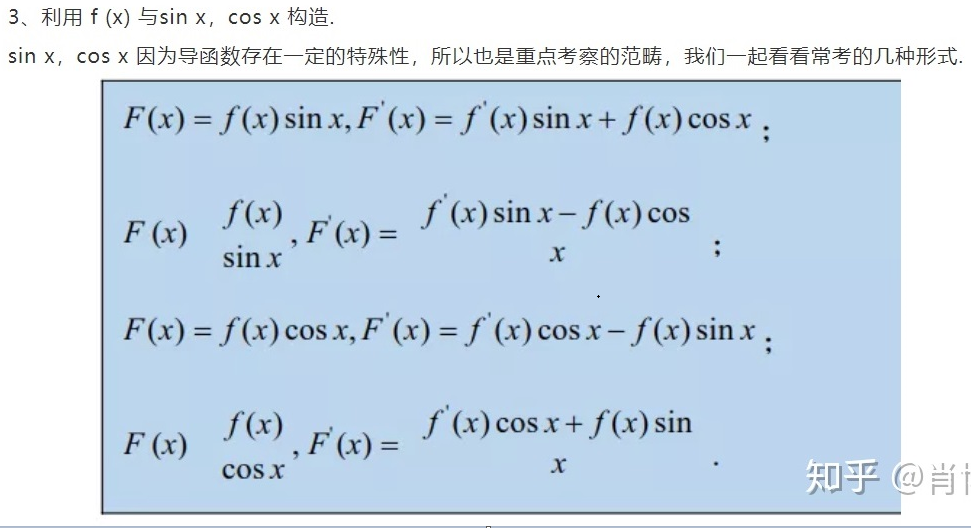 3、利用 f (x) 与sin x，cos x 构造.
sin x，cos x 因为导函数存在一定的特殊性，所以也是重点考察的范畴，我们一起看看常考的几种形式.
F(x) = f(x) sin x, F'(x) = f'(x) sin x + f(x) cos x ;
f(x) f'(x) sin x − f(x) cos
F (x) , F'(x) = ;
sin x x
F(x) = f(x) cos x, F'(x) = f'(x) cos x − f(x) sin x ;
f(x) f'(x) cos x + f(x) sin
F (x) , F'(x) = .
cos x x
知乎 @肖